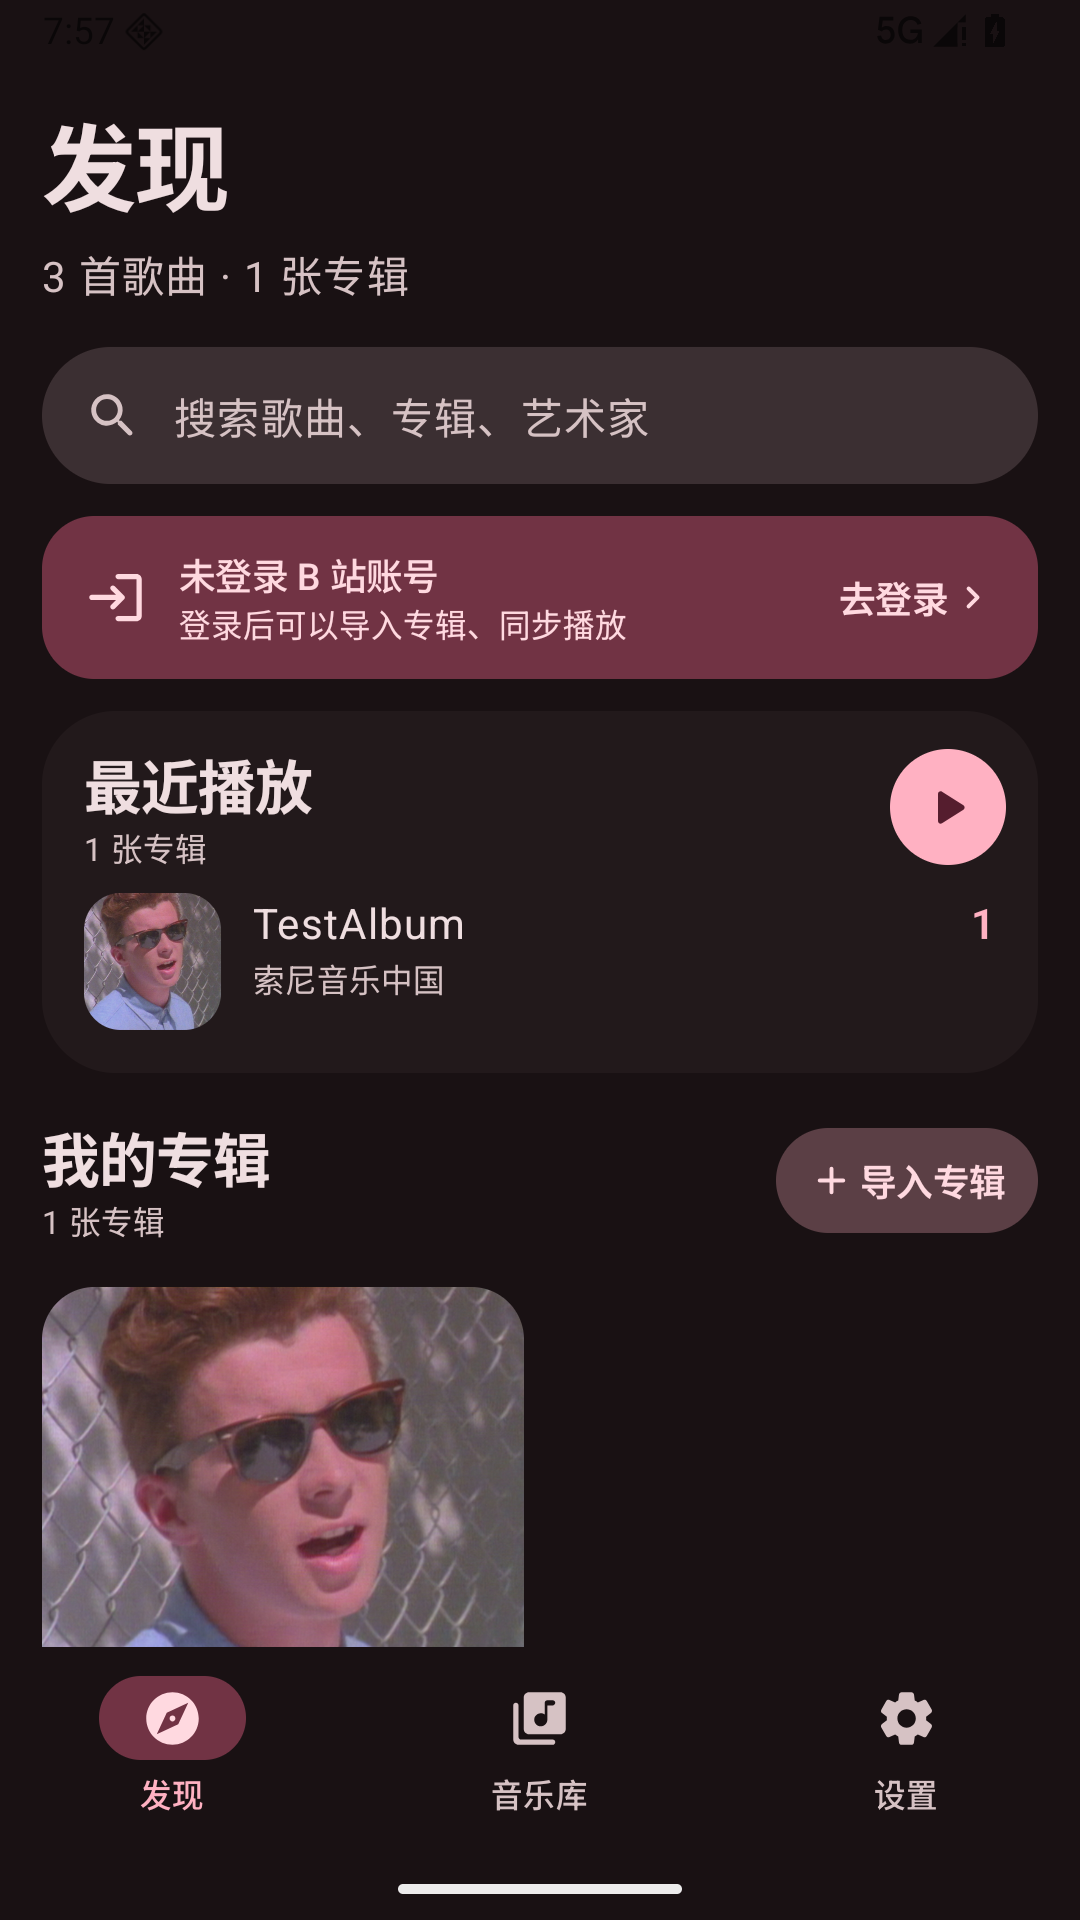 7:57
5G
发现
3 首歌曲 · 1 张专辑
搜索歌曲、专辑、艺术家
未登录 B 站账号
登录后可以导入专辑、同步播放
去登录
最近播放
1 张专辑
TestAlbum
1
索尼音乐中国
我的专辑
1 张专辑
导入专辑
发现
音乐库
设置